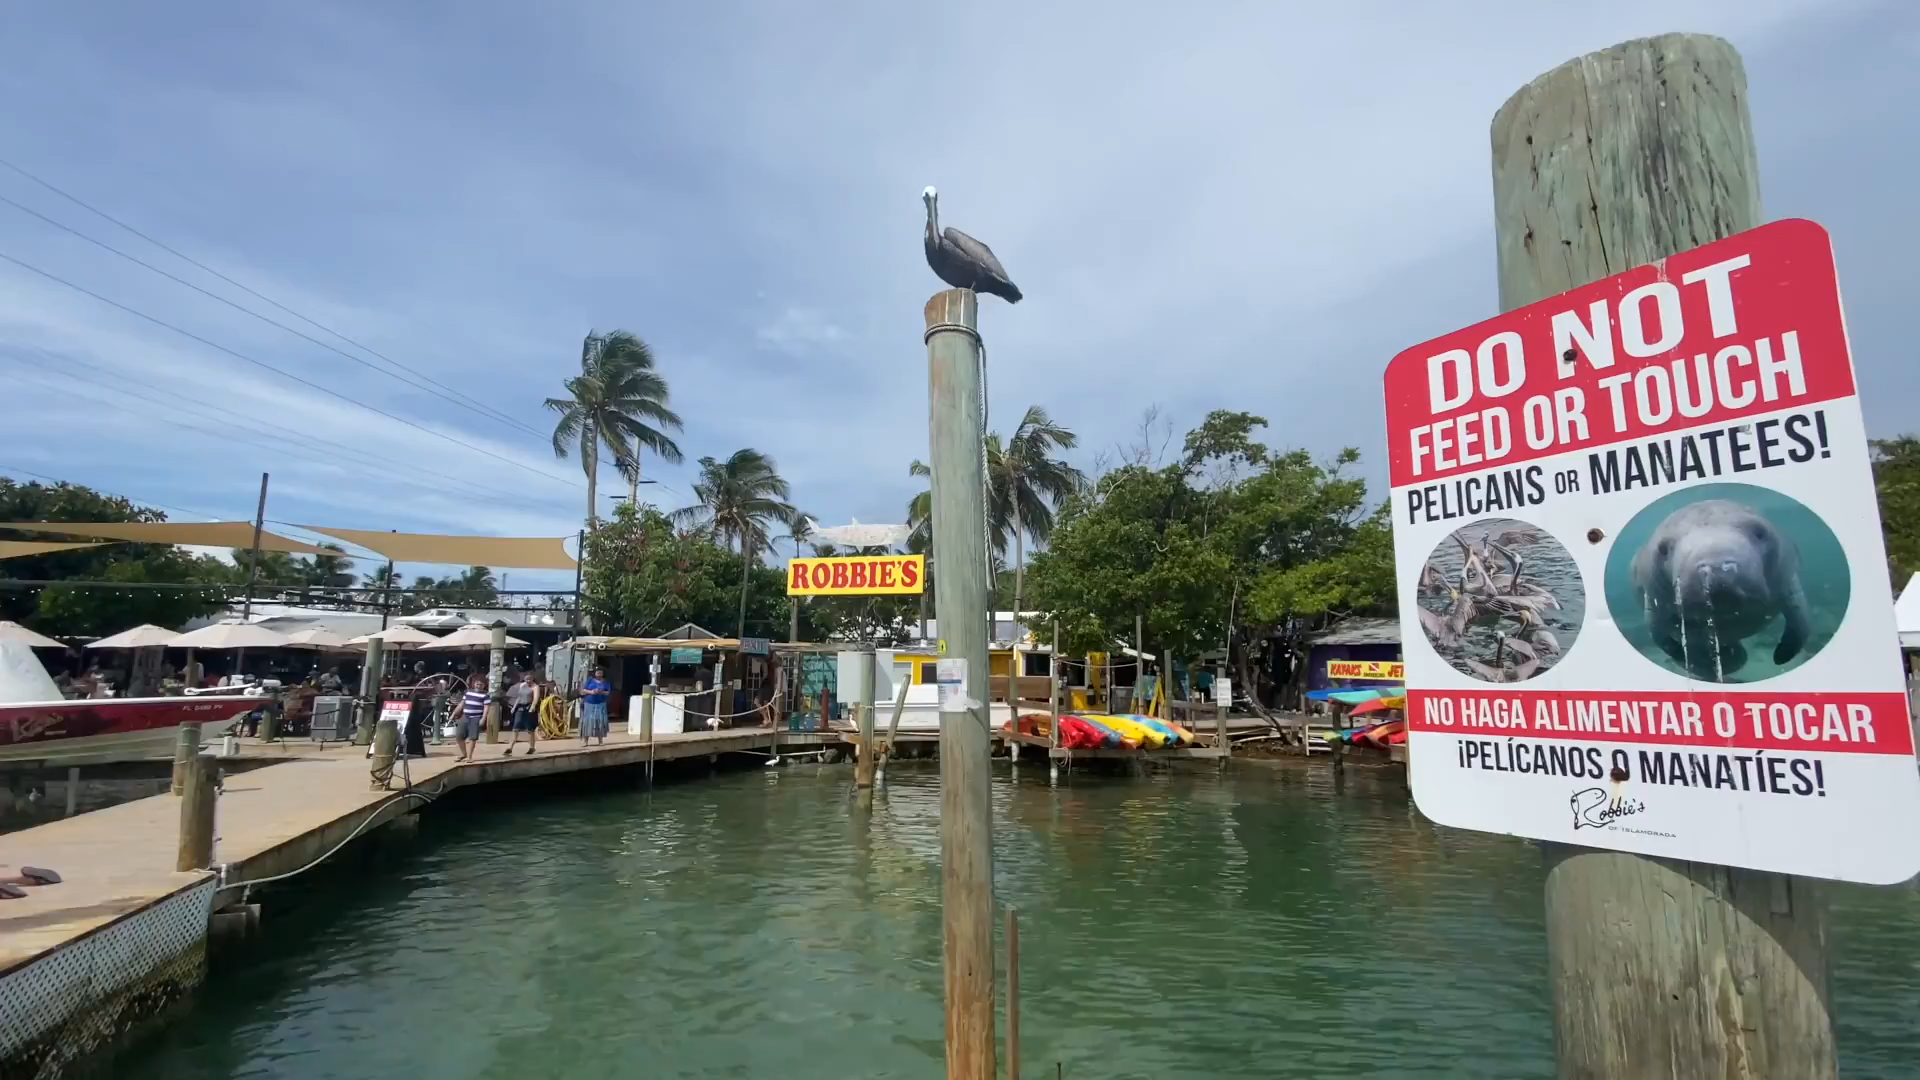 ROBBIE'S
DO NOT
FEED OR TOUCH
PELICANS OR MANATEES!
NO HAGA ALIMENTAR O TOCAR
¡PELÍCANOS O MANATÍES!
Robbie's
OF ISLAMORADA
KAYAKS